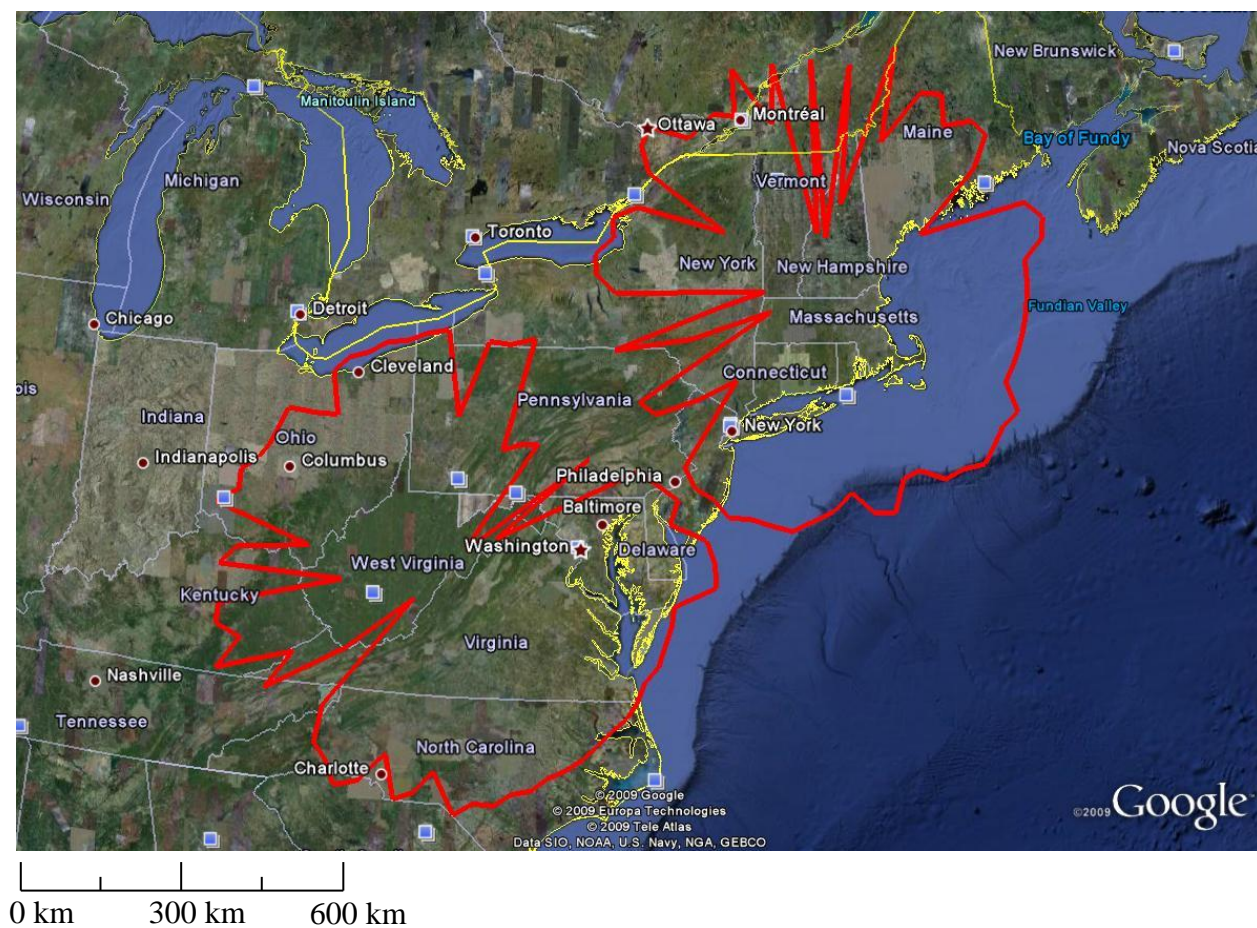 New Brunswick
Manitoulin Island
Montréal
Ottawa
Maine
Bay of Fundy
Nova Scotia
Michigan
Vermont
Wisconsin
Toronto
New York
New Hampshire
Detroit
Chicago
Massachusetts
Fundian Valley
Cleveland
Connecticut
Pennsylvania
Indiana
Ohio
New York
Indianapolis
Columbus
Philadelphia
Baltimore
Washington
Delaware
West Virginia
Kentucky
Virginia
Nashville
Tennessee
North Carolina
Charlotte
© 2009 Google
© 2009 Europa Technologies
© 2009 Tele Atlas
Data SIO, NOAA, U.S. Navy, NGA, GEBCO
©2009 Google
0 km 300 km 600 km